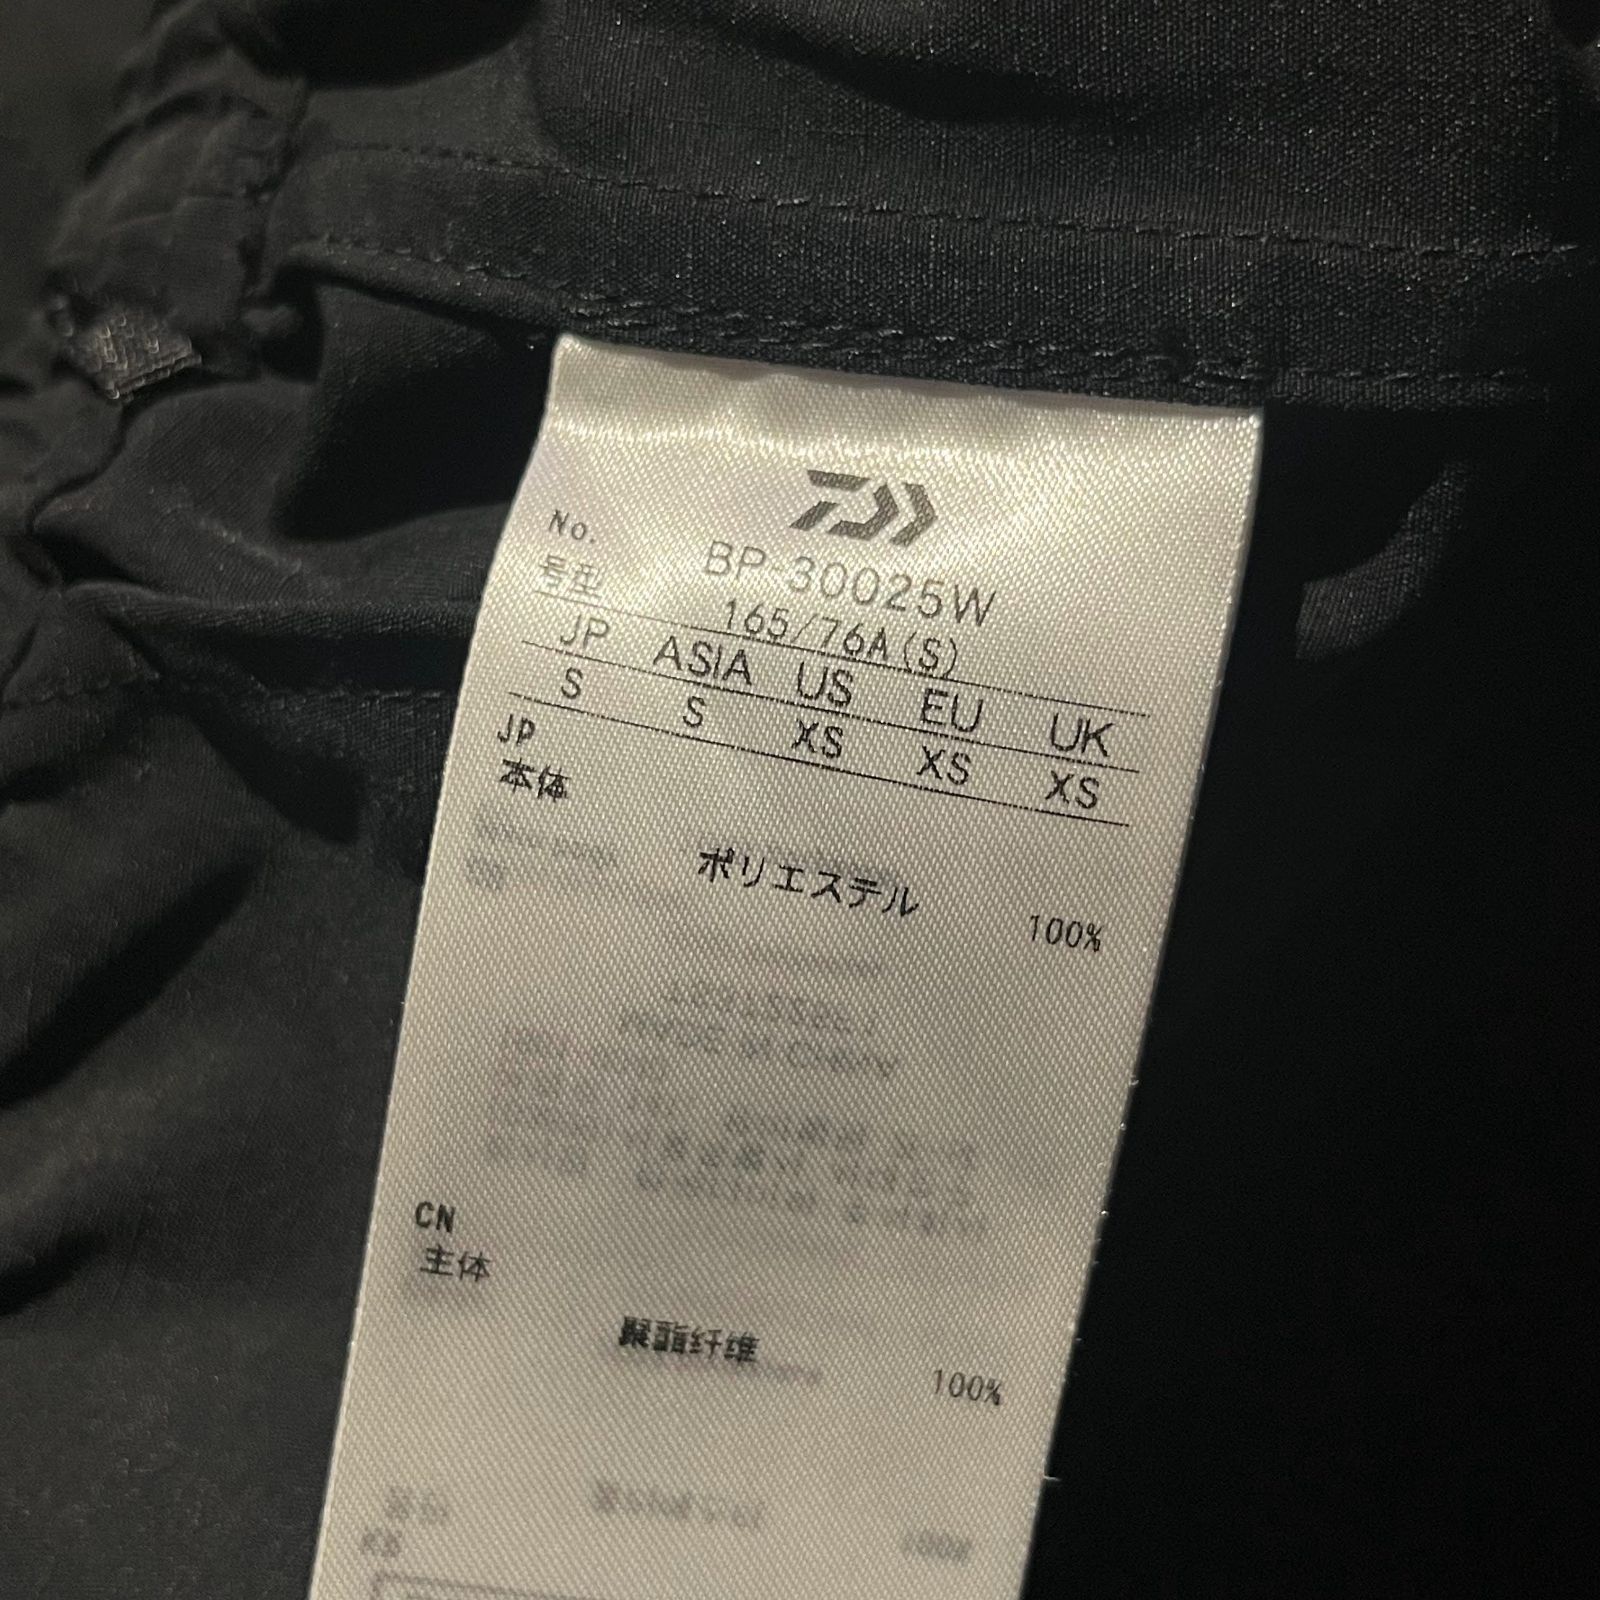 No. BP-30025W
号型 165/76A(S)
JP ASIA US EU UK
S S XS XS XS
JP
本体
ポリエステル 100%
CN
主体
聚酯纤维 100%